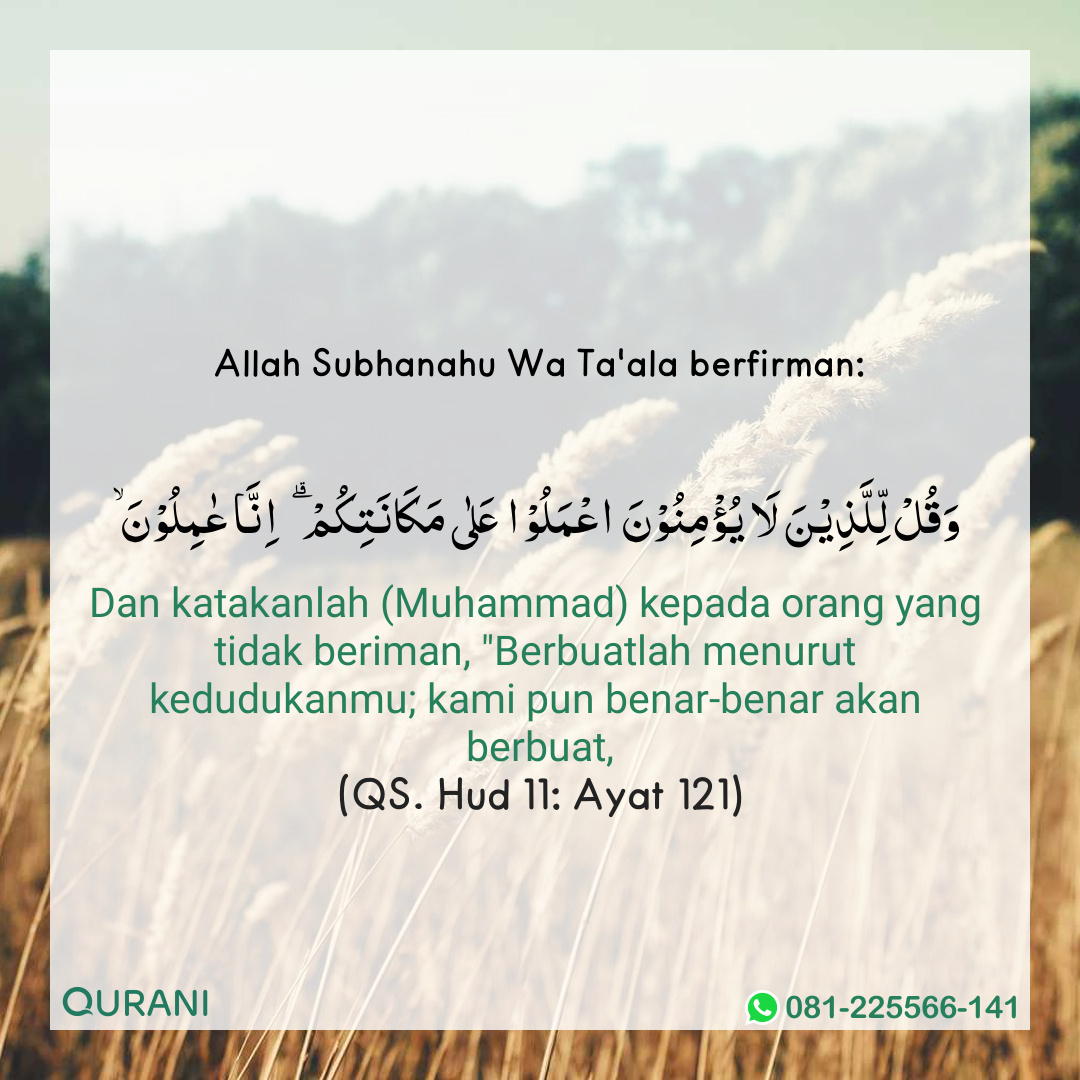 Allah Subhanahu Wa Ta'ala berfirman:
وَقُلْ لِّلَّذِيْنَ لَا يُؤْمِنُوْنَ اعْمَلُوْا عَلٰى مَكَانَتِكُمْ ۗ اِنَّا عٰمِلُوْنَ ۙ
Dan katakanlah (Muhammad) kepada orang yang
tidak beriman, "Berbuatlah menurut
kedudukanmu; kami pun benar-benar akan
berbuat,
(QS. Hud 11: Ayat 121)
QURANI
081-225566-141